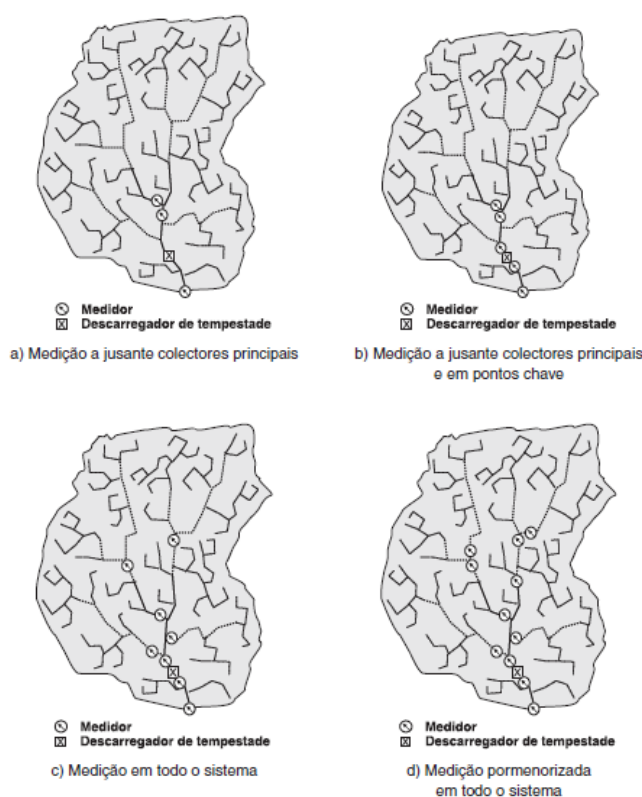 Medidor
Descarregador de tempestade
a) Medição a jusante colectores principais
Medidor
Descarregador de tempestade
b) Medição a jusante colectores principais
e em pontos chave
Medidor
Descarregador de tempestade
c) Medição em todo o sistema
Medidor
Descarregador de tempestade
d) Medição pormenorizada
em todo o sistema